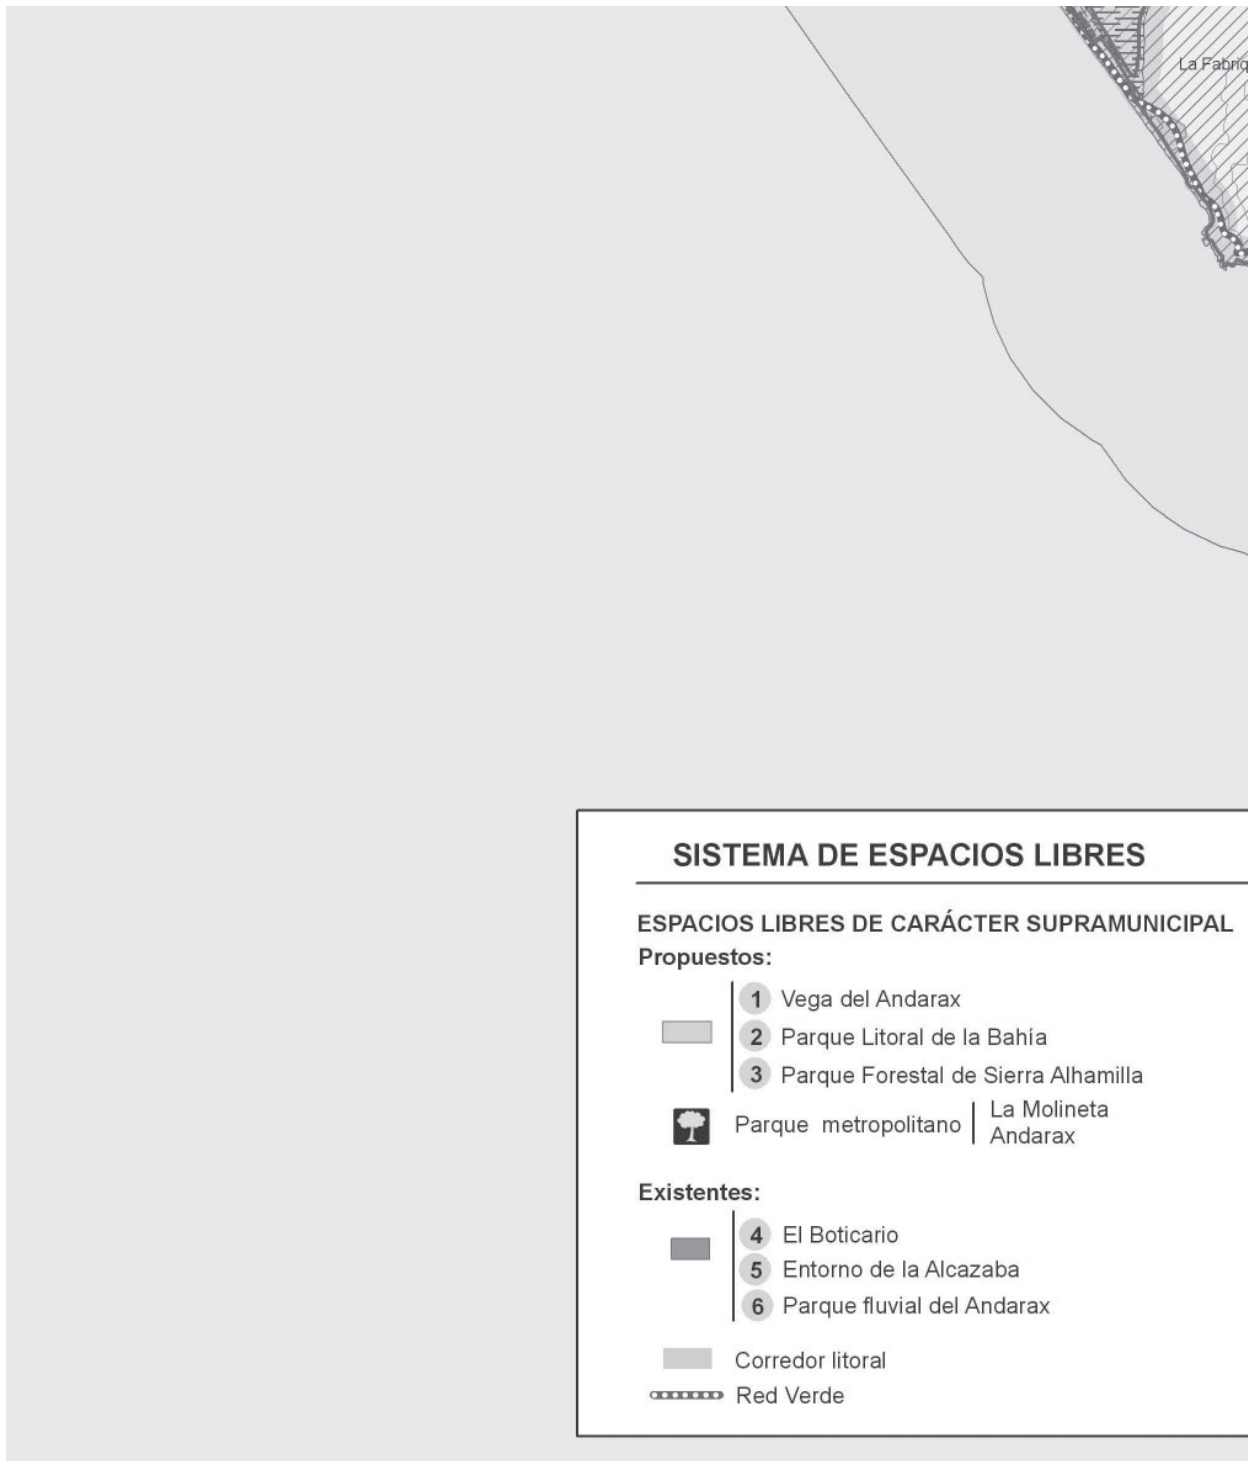 La Fabriq
SISTEMA DE ESPACIOS LIBRES
ESPACIOS LIBRES DE CARÁCTER SUPRAMUNICIPAL
Propuestos:
1 Vega del Andarax
2 Parque Litoral de la Bahía
3 Parque Forestal de Sierra Alhamilla
Parque metropolitano | La Molineta
Andarax
Existentes:
4 El Boticario
5 Entorno de la Alcazaba
6 Parque fluvial del Andarax
Corredor litoral
Red Verde